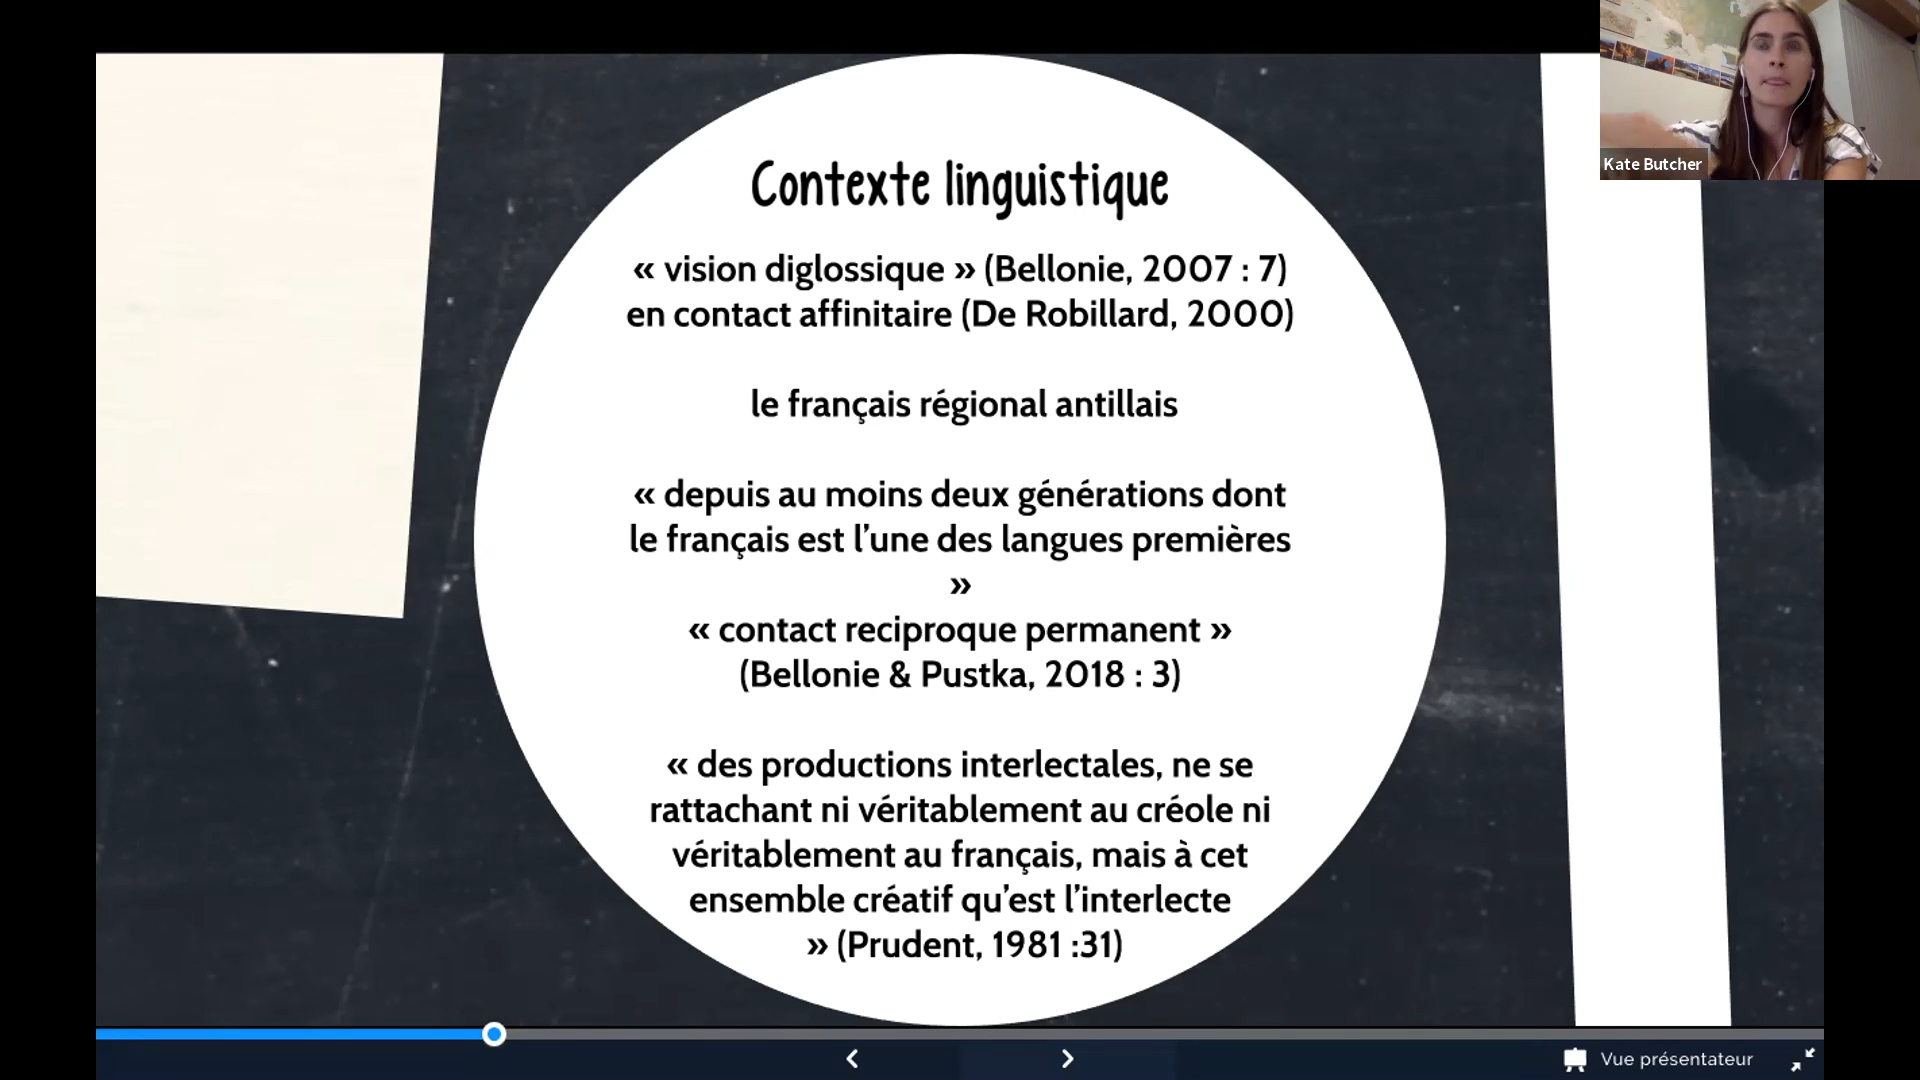 Kate Butcher
Contexte linguistique
« vision diglossique » (Bellonie, 2007 : 7)
en contact affinitaire (De Robillard, 2000)
le français régional antillais
« depuis au moins deux générations dont
le français est l’une des langues premières
»
« contact reciproque permanent »
(Bellonie & Pustka, 2018 : 3)
« des productions interlectales, ne se
rattachant ni véritablement au créole ni
véritablement au français, mais à cet
ensemble créatif qu’est l’interlecte
» (Prudent, 1981 :31)
Vue présentateur